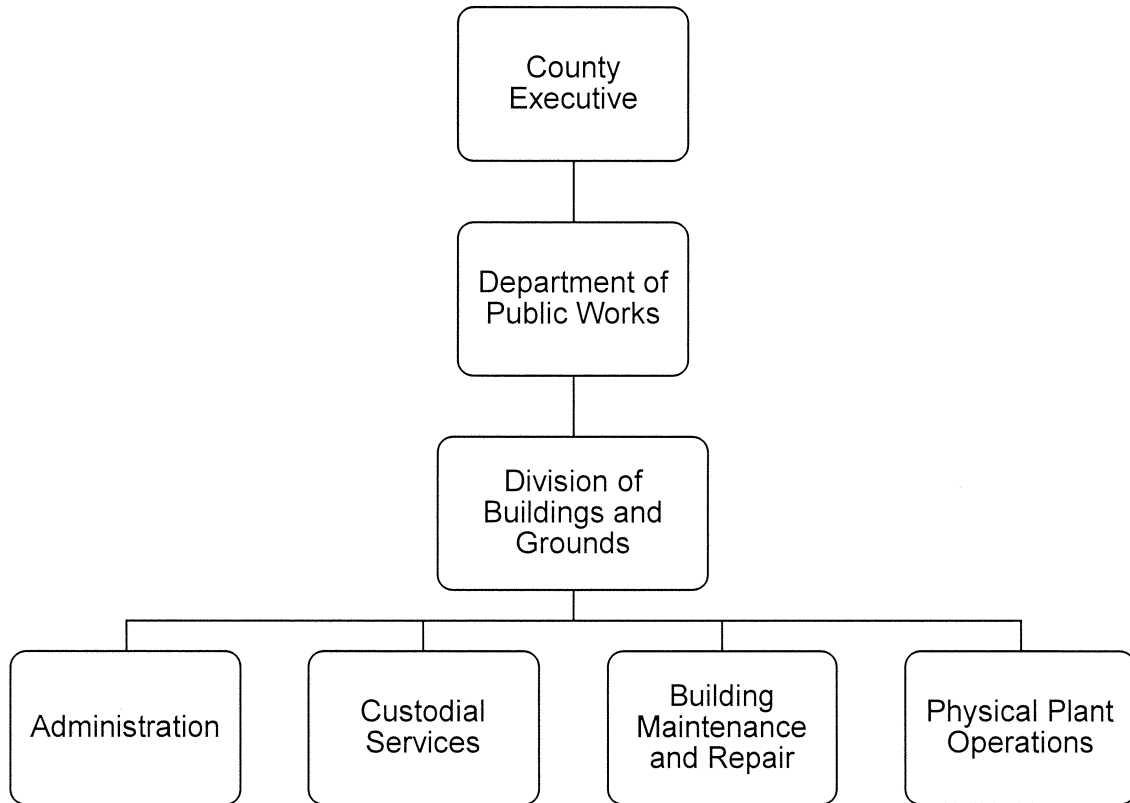 County
Executive
Department of
Public Works
Division of
Buildings and
Grounds
Administration
Custodial
Services
Building
Maintenance
and Repair
Physical Plant
Operations